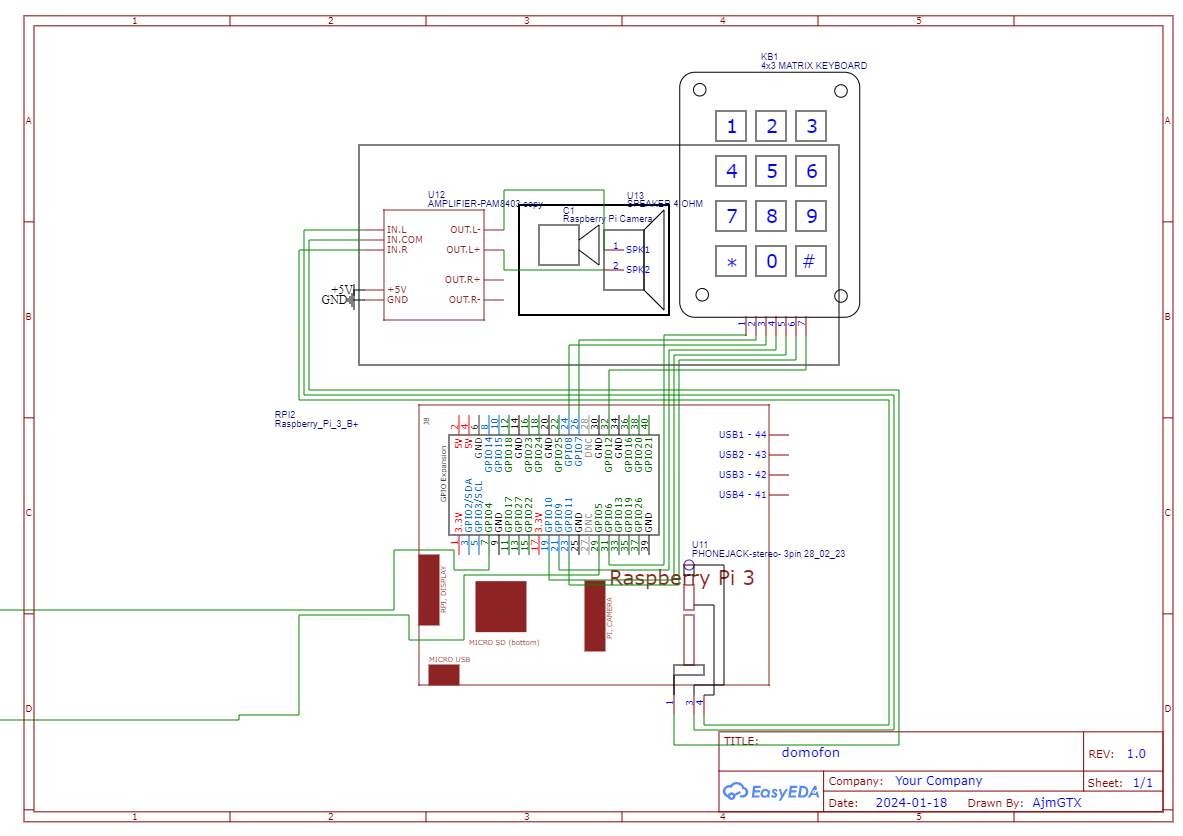 1 2 3 4 5
A A
B B
C C
D D
KB1
4x3 MATRIX KEYBOARD
1 2 3
4 5 6
7 8 9
* 0 #
1 2 3 4 5 6 7
U12
AMPLIFIER-PAM8403 copy
IN.L
IN.COM
IN.R
+5V
GND
OUT.L-
OUT.L+
OUT.R+
OUT.R-
+5V
GND
C1
Raspberry Pi Camera
U13
SPEAKER 4 OHM
1 SPK1
2 SPK2
RPI2
Raspberry_Pi_3_B+
J8
GPIO Expansion
2 4 6 8 10 12 14 16 18 20 22 24 26 28 30 32 34 36 38 40
5V 5V GND GPIO14 GPIO15 GPIO18 GND GPIO23 GPIO24 GND GPIO25 GPIO8 GPIO7 DNC GND GPIO12 GND GPIO16 GPIO20 GPIO21
3.3V GPIO2/SDA GPIO3/SCL GPIO4 GND GPIO17 GPIO27 GPIO22 3.3V GPIO10 GPIO9 GPIO11 GND DNC GPIO5 GPIO6 GPIO13 GPIO19 GPIO26 GND
1 3 5 7 9 11 13 15 17 19 21 23 25 27 29 31 33 35 37 39
USB1 - 44
USB2 - 43
USB3 - 42
USB4 - 41
U11
PHONEJACK-stereo- 3pin 28_02_23
Raspberry Pi 3
RPI, DISPLAY
PI, CAMERA
MICRO SD (bottom)
MICRO USB
1 3 4
TITLE:
domofon
REV: 1.0
EasyEDA
Company: Your Company
Sheet: 1/1
Date: 2024-01-18 Drawn By: AjmGTX
1 2 3 4 5